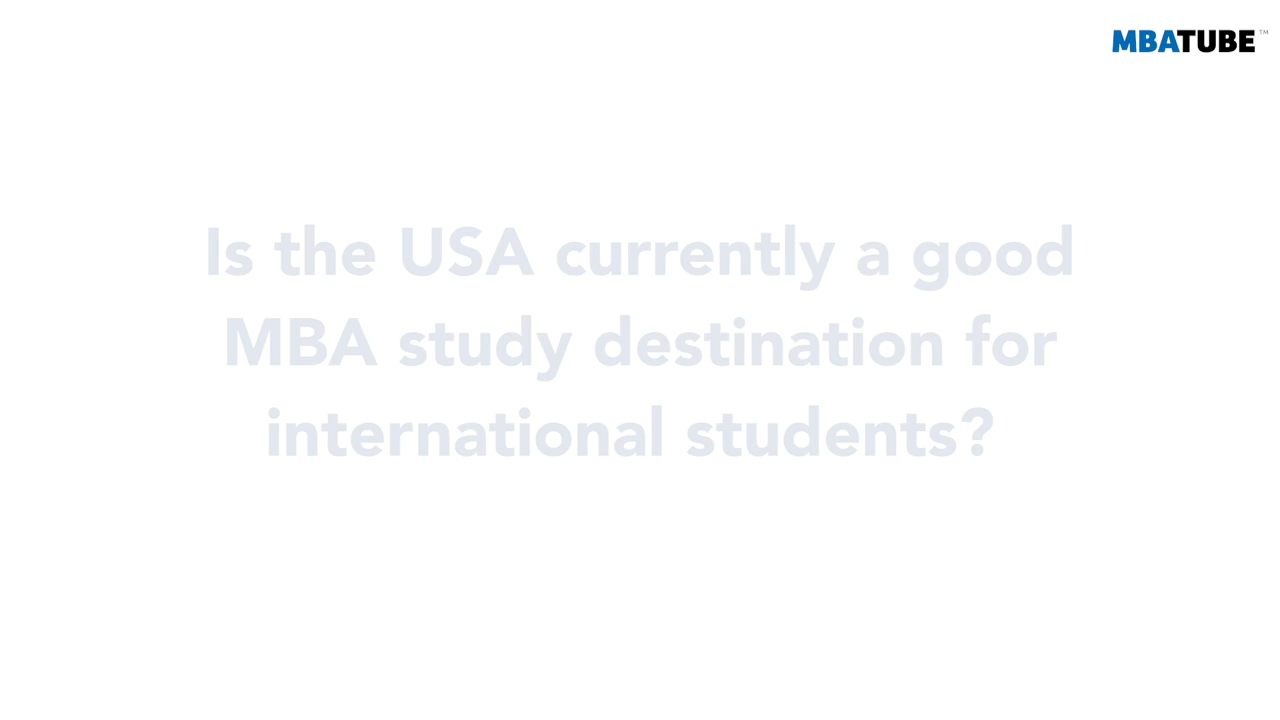 MBATUBE™
Is the USA currently a good
MBA study destination for
international students?